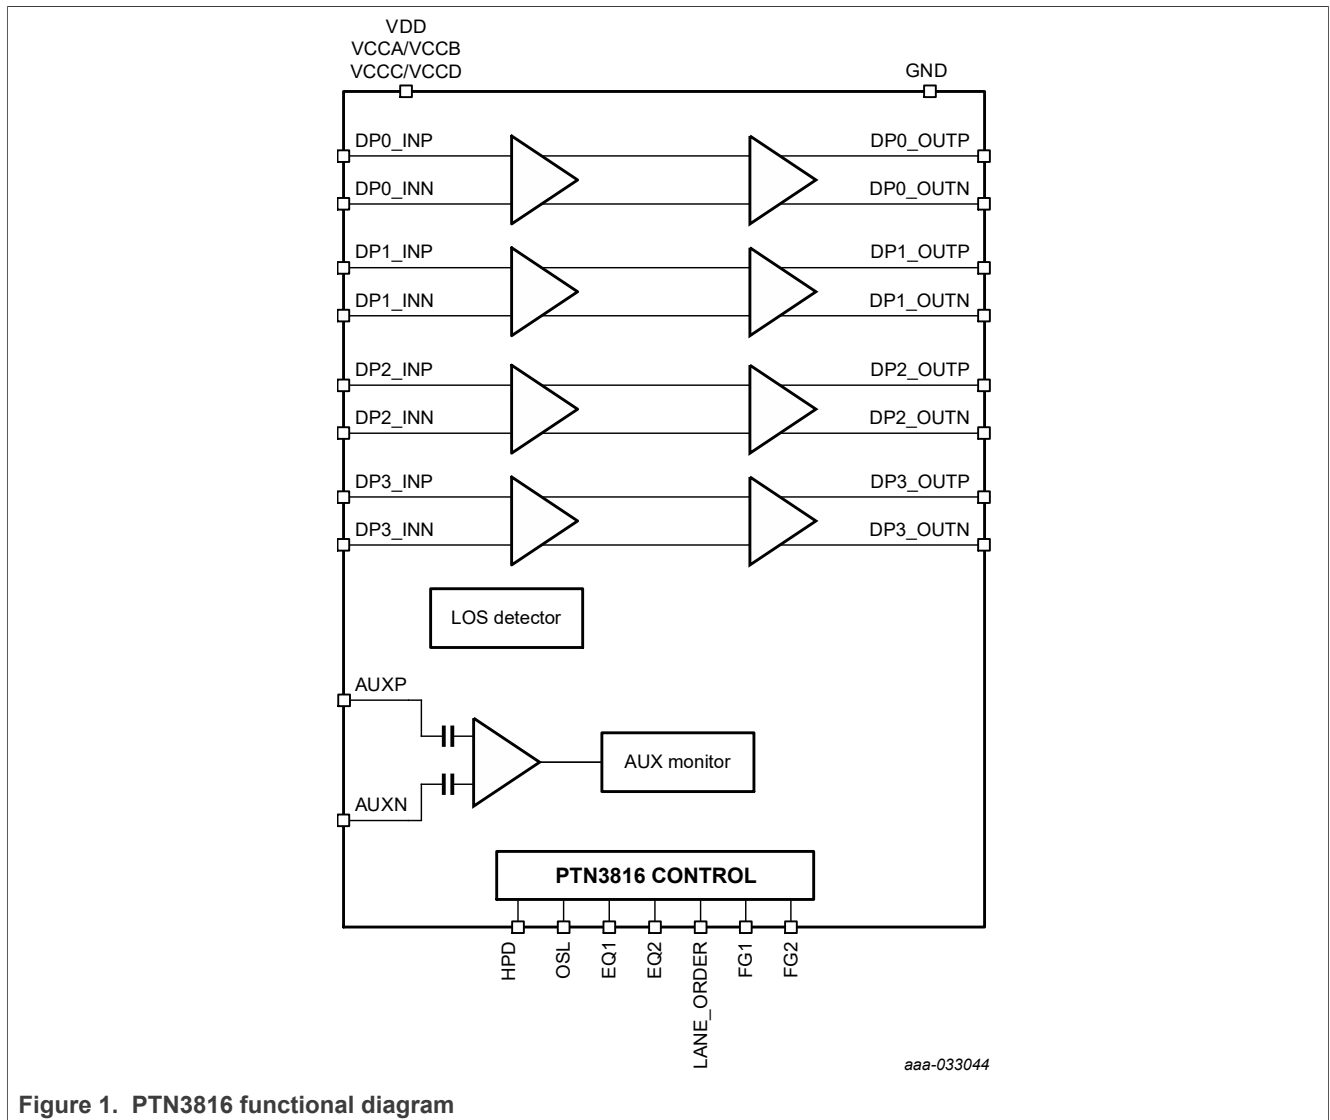 VDD
VCCA/VCCB
VCCC/VCCD
GND
DP0_INP
DP0_OUTP
DP0_INN
DP0_OUTN
DP1_INP
DP1_OUTP
DP1_INN
DP1_OUTN
DP2_INP
DP2_OUTP
DP2_INN
DP2_OUTN
DP3_INP
DP3_OUTP
DP3_INN
DP3_OUTN
LOS detector
AUXP
AUX monitor
AUXN
PTN3816 CONTROL
HPD
OSL
EQ1
EQ2
LANE_ORDER
FG1
FG2
aaa-033044
Figure 1. PTN3816 functional diagram